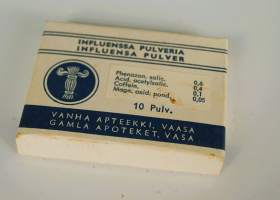 INFLUENSSA PULVERIA
INFLUENSA PULVER
Phenazon. salic. 0,6
Acid. acetylsalic. 0,4
Coffein. 0,1
Magn. oxid. pond. 0,05
10 Pulv.
VANHA APTEEKKI, VAASA
GAMLA APOTEKET, VASA